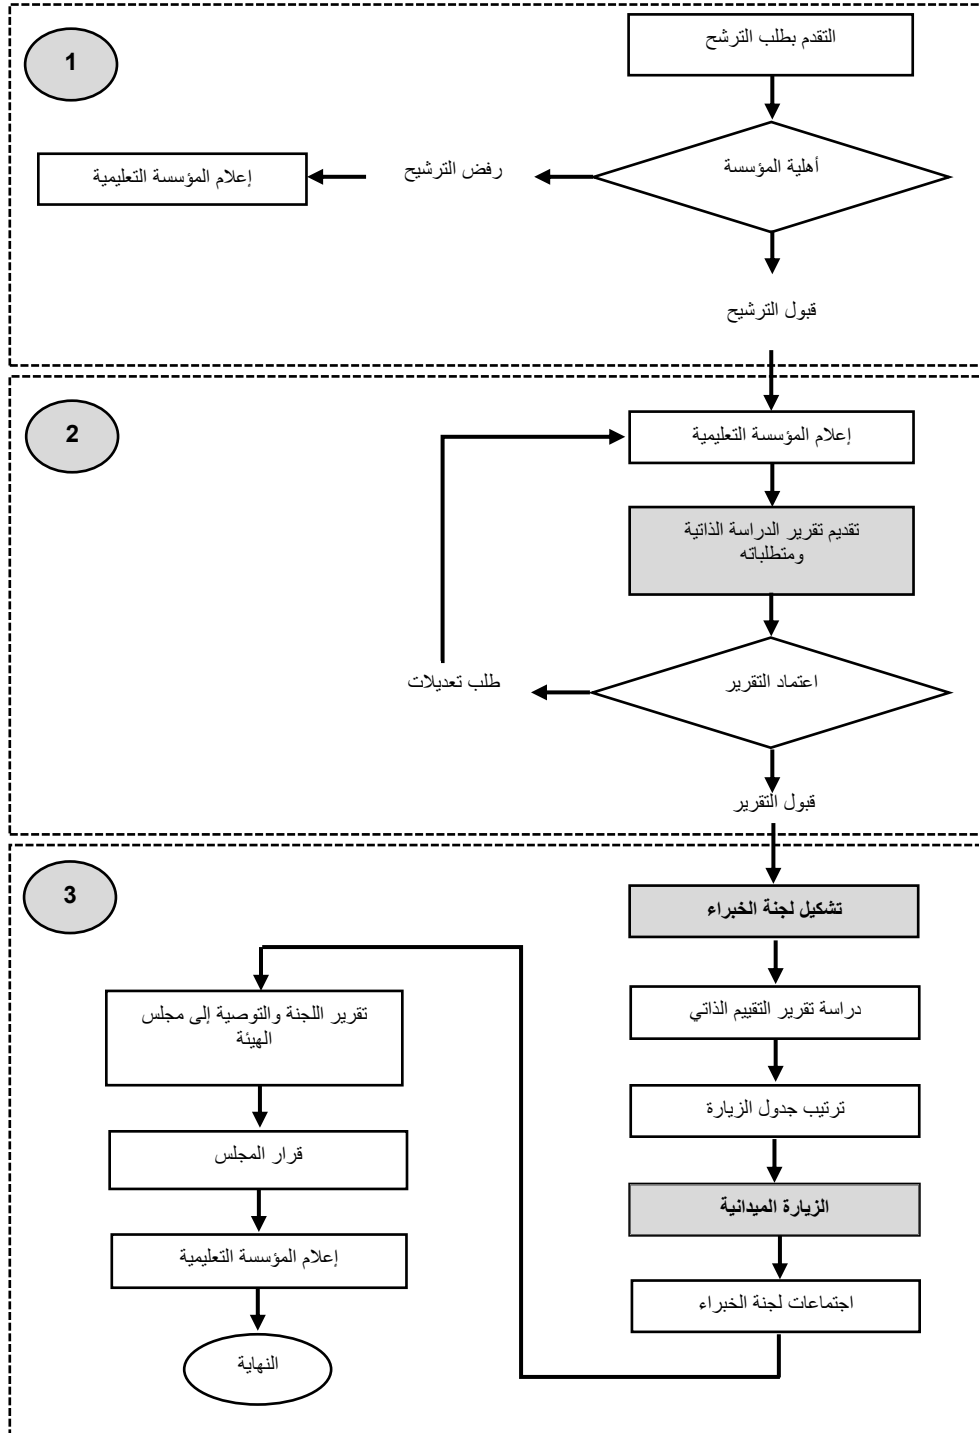 1
التقدم بطلب الترشح
أهلية المؤسسة
رفض الترشيح
إعلام المؤسسة التعليمية
قبول الترشيح
2
إعلام المؤسسة التعليمية
تقديم تقرير الدراسة الذاتية
ومتطلباته
اعتماد التقرير
طلب تعديلات
قبول التقرير
3
تشكيل لجنة الخبراء
دراسة تقرير التقييم الذاتي
ترتيب جدول الزيارة
الزيارة الميدانية
اجتماعات لجنة الخبراء
تقرير اللجنة والتوصية إلى مجلس
الهيئة
قرار المجلس
إعلام المؤسسة التعليمية
النهاية